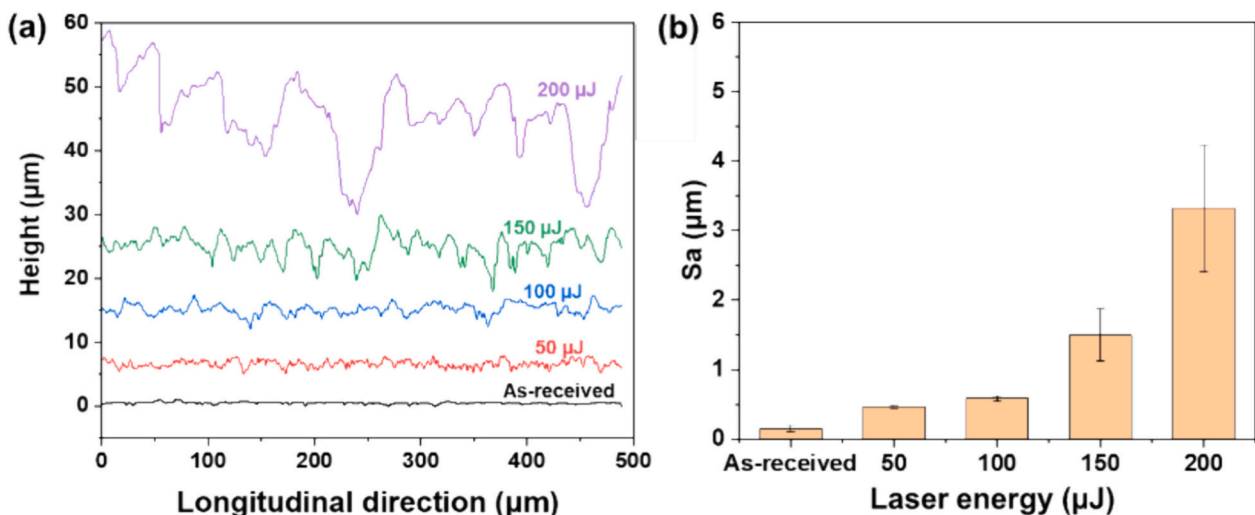 (a)
60
50
40
30
20
10
0
Height (µm)
200 µJ
150 µJ
100 µJ
50 µJ
As-received
0 100 200 300 400 500
Longitudinal direction (µm)
(b)
6
5
4
3
2
1
0
Sa (µm)
As-received 50 100 150 200
Laser energy (µJ)